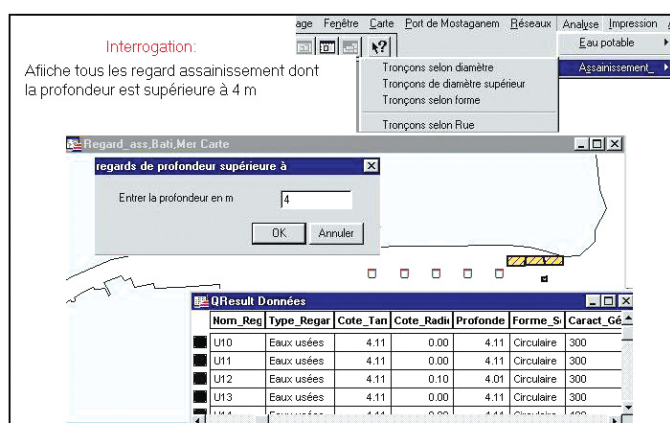 Interrogation:
Afiiche tous les regard assainissement dont
la profondeur est supérieure à 4 m
age Fenêtre Carte Port de Mostaganem Réseaux Analyse Impression
Eau potable
Assainissement_
Tronçons selon diamètre
Tronçons de diamètre supérieur
Tronçons selon forme
Tronçons selon Rue
Regard_ass,Bati,Mer Carte
regards de profondeur supérieure à
Entrer la profondeur en m 4
OK Annuler
QResult Données
Nom_Reg Type_Regar Cote_Tan Cote_Radi Profonde Forme_S Caract_Gé
U10 Eaux usées 4.11 0.00 4.11 Circulaire 300
U11 Eaux usées 4.11 0.00 4.11 Circulaire 300
U12 Eaux usées 4.11 0.10 4.01 Circulaire 300
U13 Eaux usées 4.11 0.00 4.11 Circulaire 300